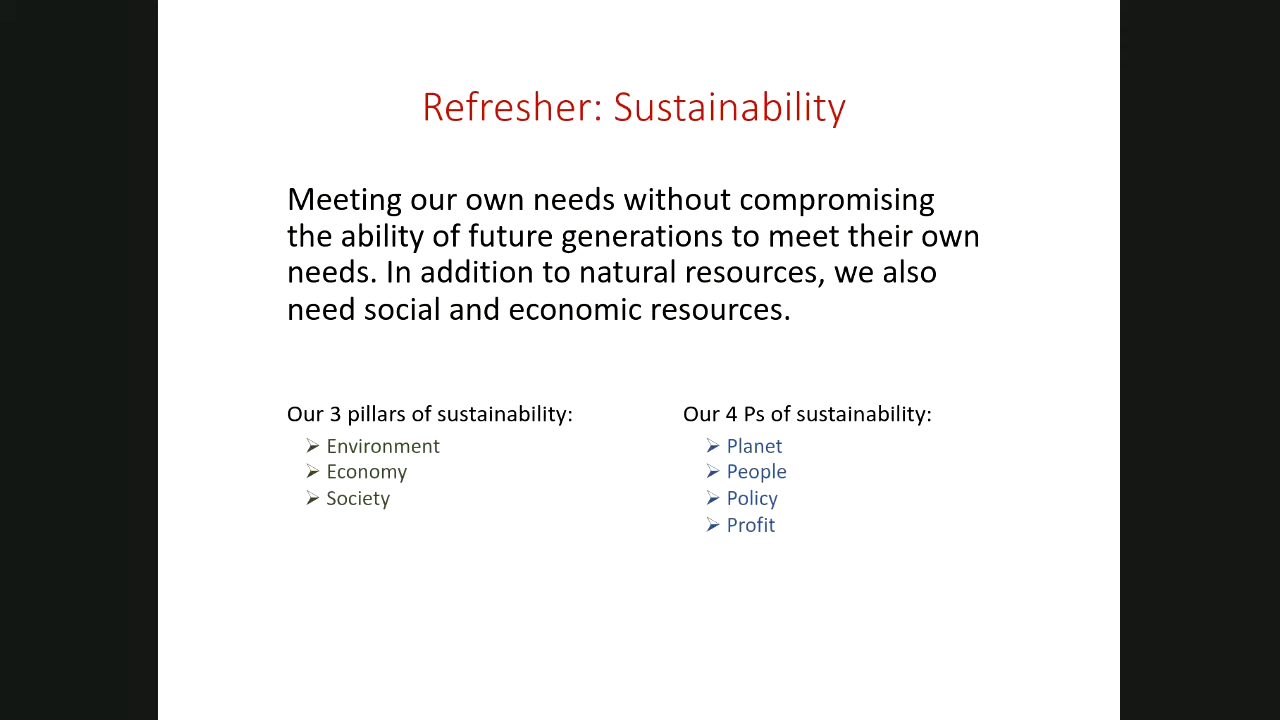 Refresher: Sustainability
Meeting our own needs without compromising
the ability of future generations to meet their own
needs. In addition to natural resources, we also
need social and economic resources.
Our 3 pillars of sustainability:
➢ Environment
➢ Economy
➢ Society
Our 4 Ps of sustainability:
➢ Planet
➢ People
➢ Policy
➢ Profit